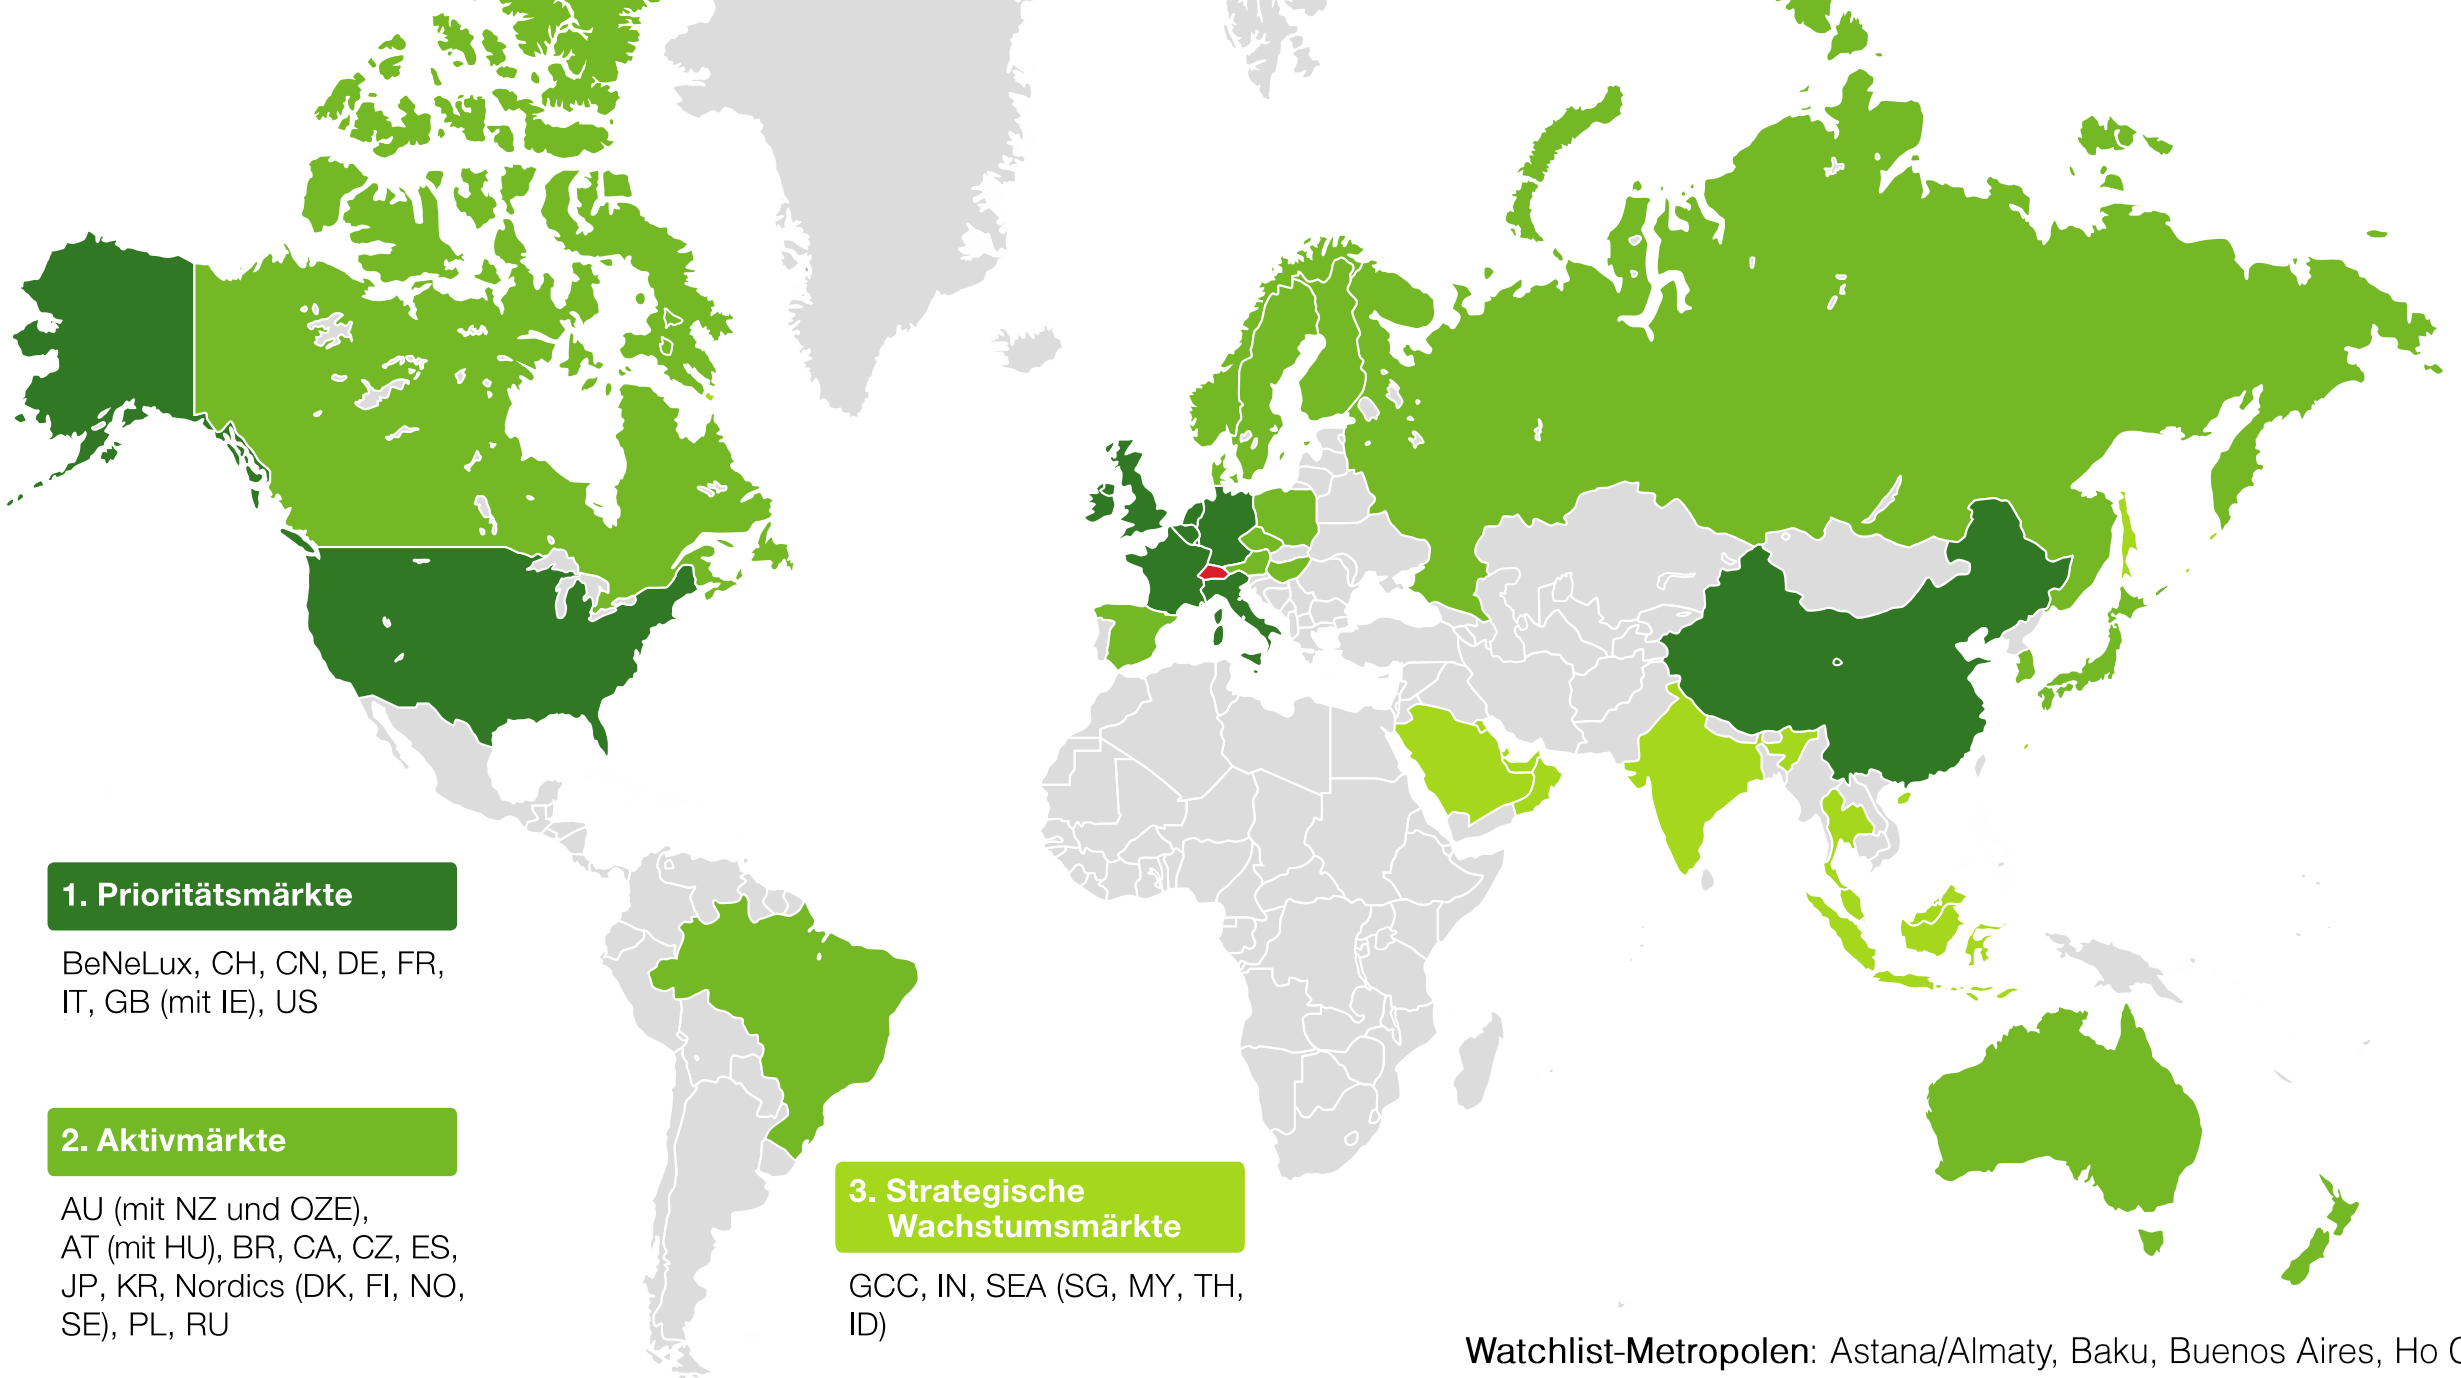 1. Prioritätsmärkte
BeNeLux, CH, CN, DE, FR,
IT, GB (mit IE), US
2. Aktivmärkte
AU (mit NZ und OZE),
AT (mit HU), BR, CA, CZ, ES,
JP, KR, Nordics (DK, FI, NO,
SE), PL, RU
3. Strategische
Wachstumsmärkte
GCC, IN, SEA (SG, MY, TH,
ID)
Watchlist-Metropolen: Astana/Almaty, Baku, Buenos Aires, Ho